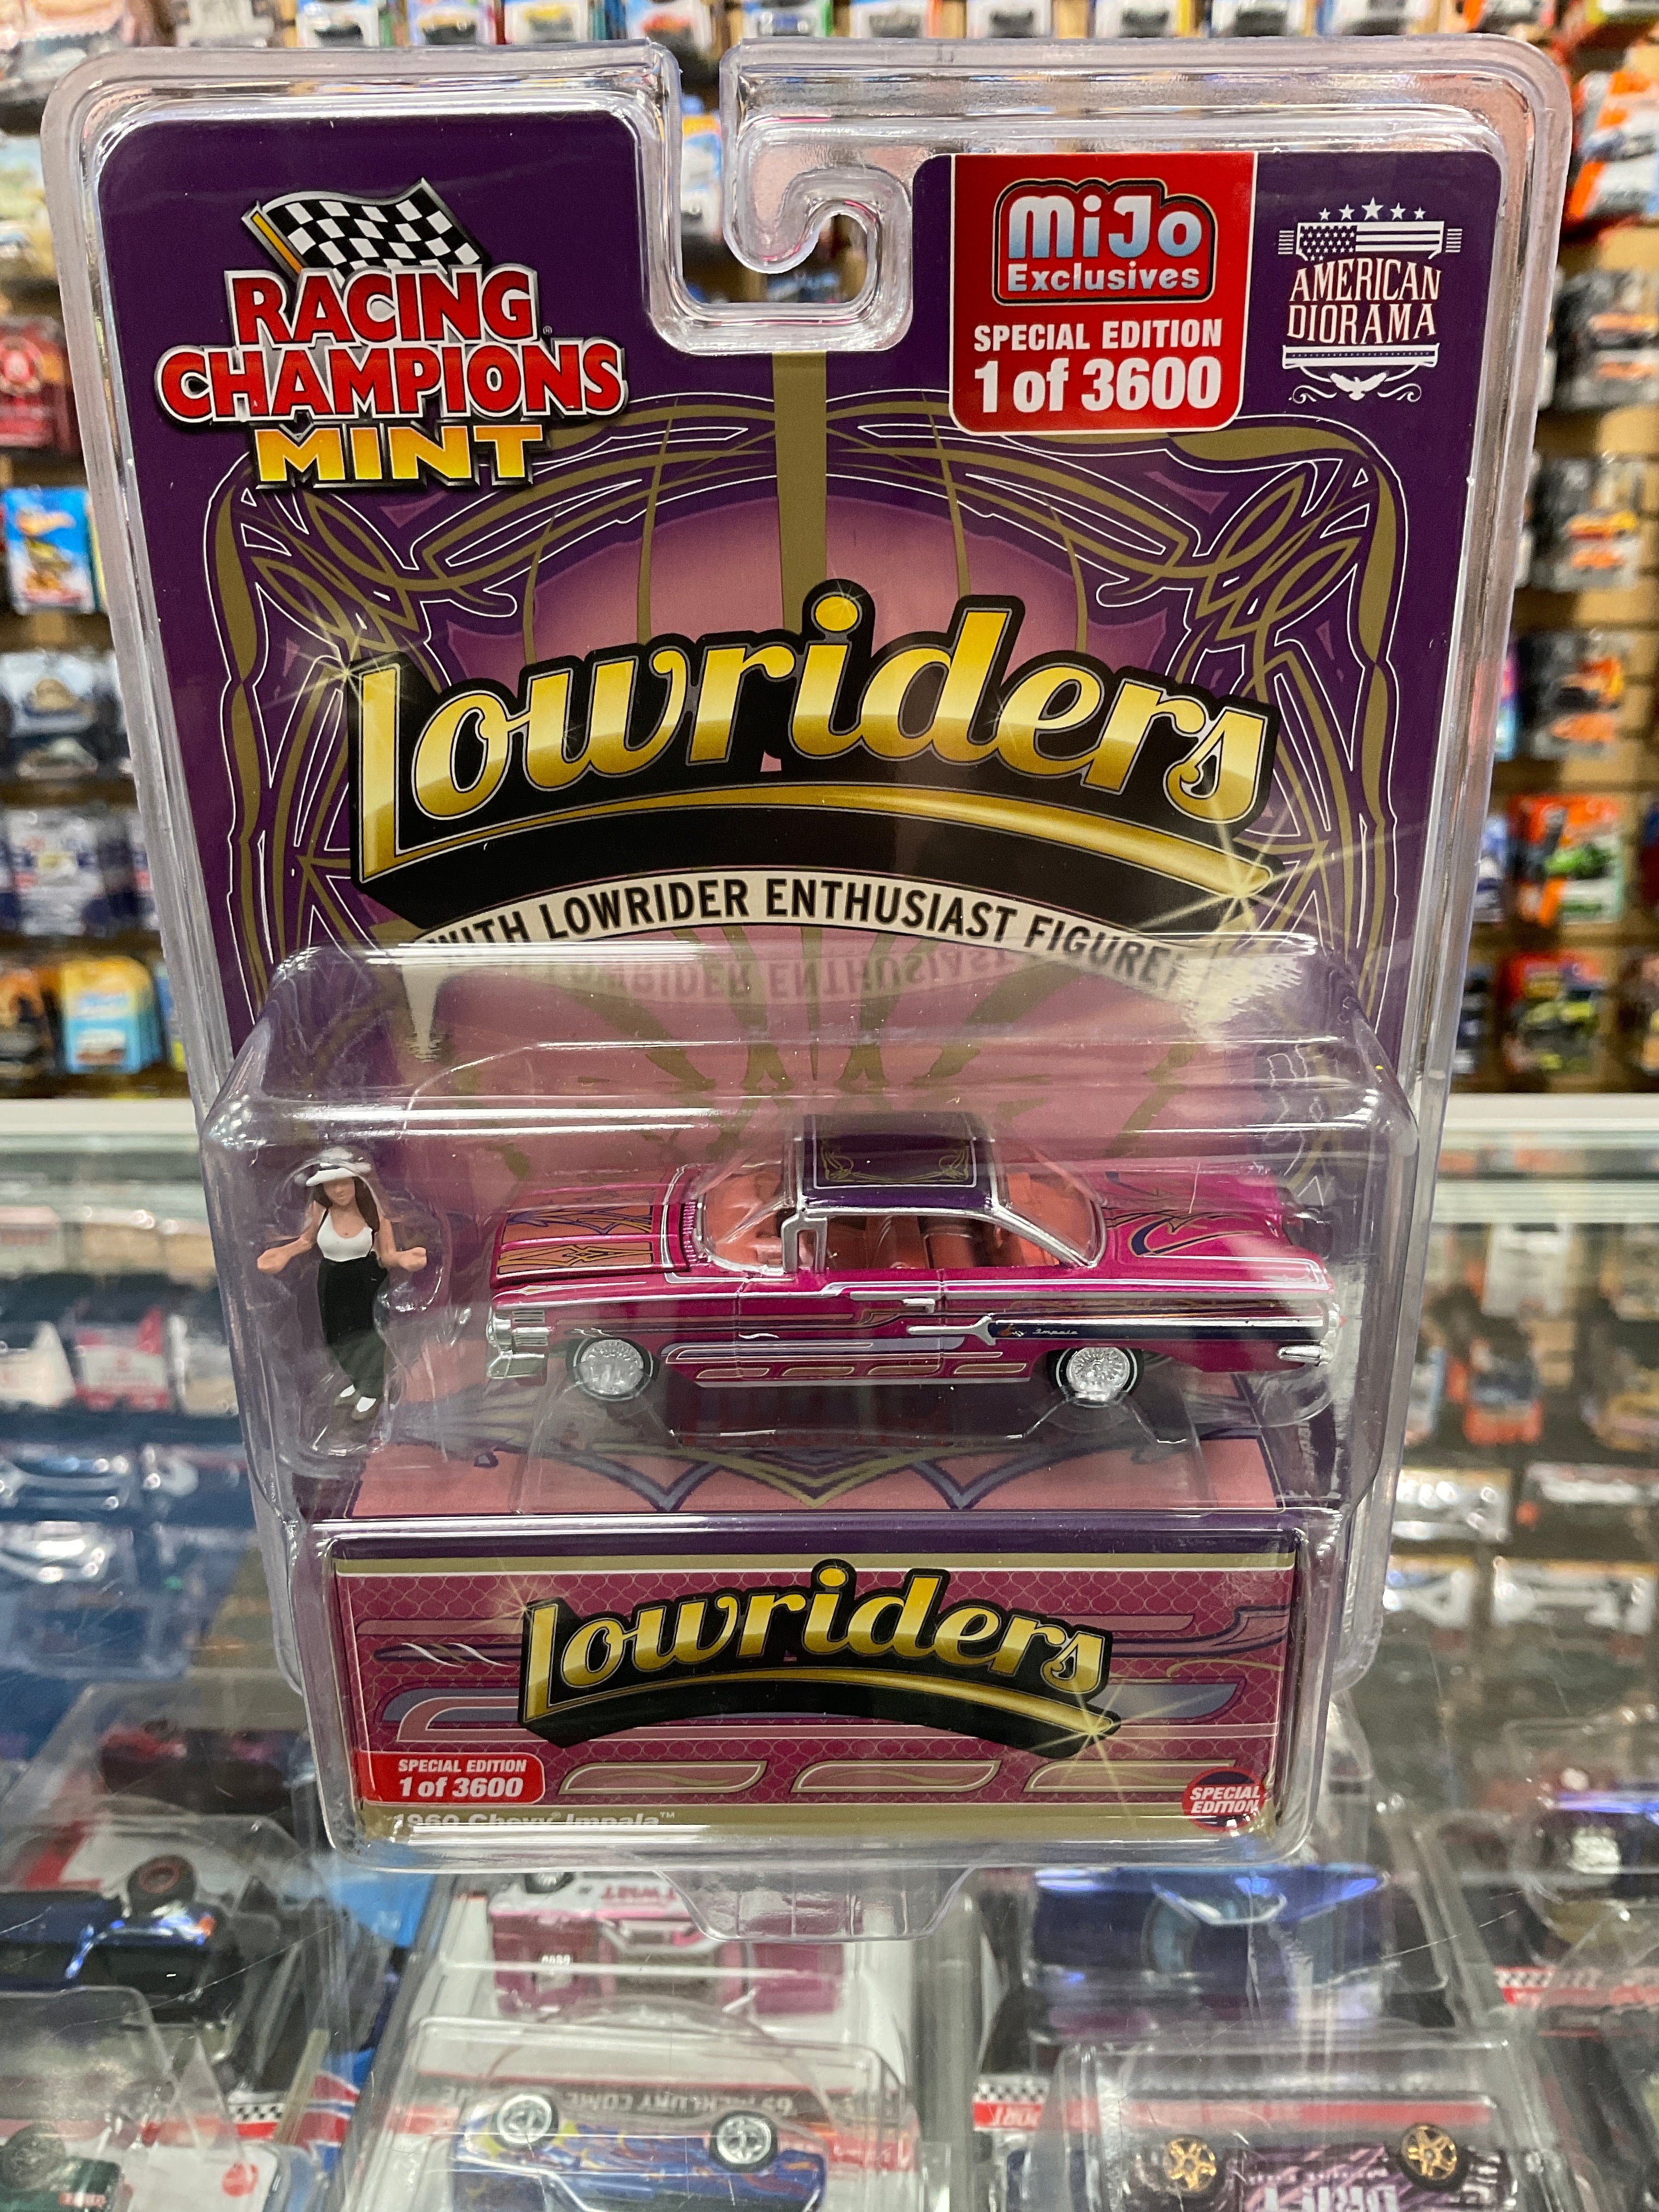 RACING
CHAMPIONS
MINT
MiJo
Exclusives
SPECIAL EDITION
1 of 3600
AMERICAN
DIORAMA
Lowriders
WITH LOWRIDER ENTHUSIAST FIGURE!
Impala
Lowriders
SPECIAL EDITION
1 of 3600
1960 Chevy® Impala™
SPECIAL
EDITION